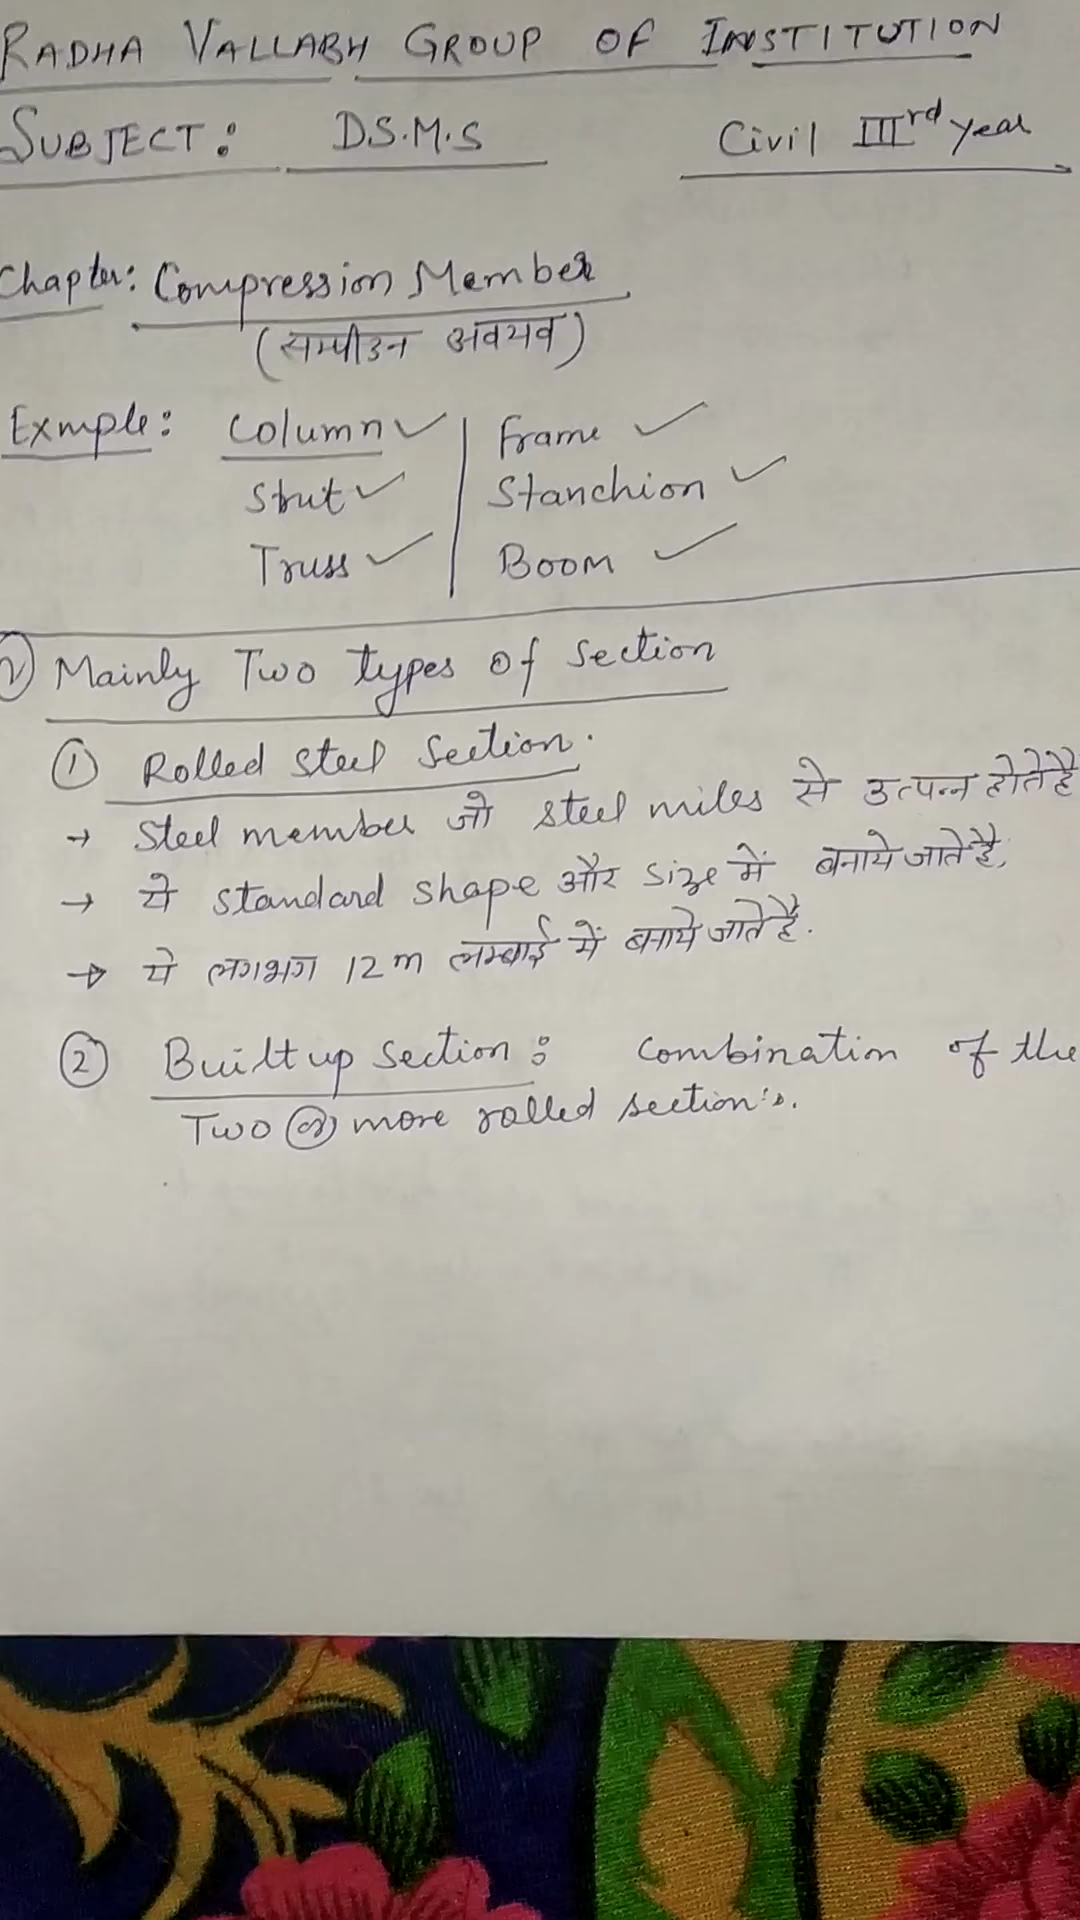 RADHA VALLABH GROUP OF INSTITUTION
SUBJECT: D.S.M.S Civil IIIrd year
Chapter: Compression Member
(सम्पीडन अवयव)
Exmple: Column✓ | Frame ✓
Strut✓ | Stanchion ✓
Truss ✓ | Boom ✓
Mainly Two types of Section
① Rolled Steel Section.
→ Steel member जो steel miles से उत्पन्न होते है
→ ये standard shape और size में बनाये जाते है,
→ ये लगभग 12m लम्बाई में बनाये जाते है.
② Builtup Section: Combination of the
Two or more rolled section's.